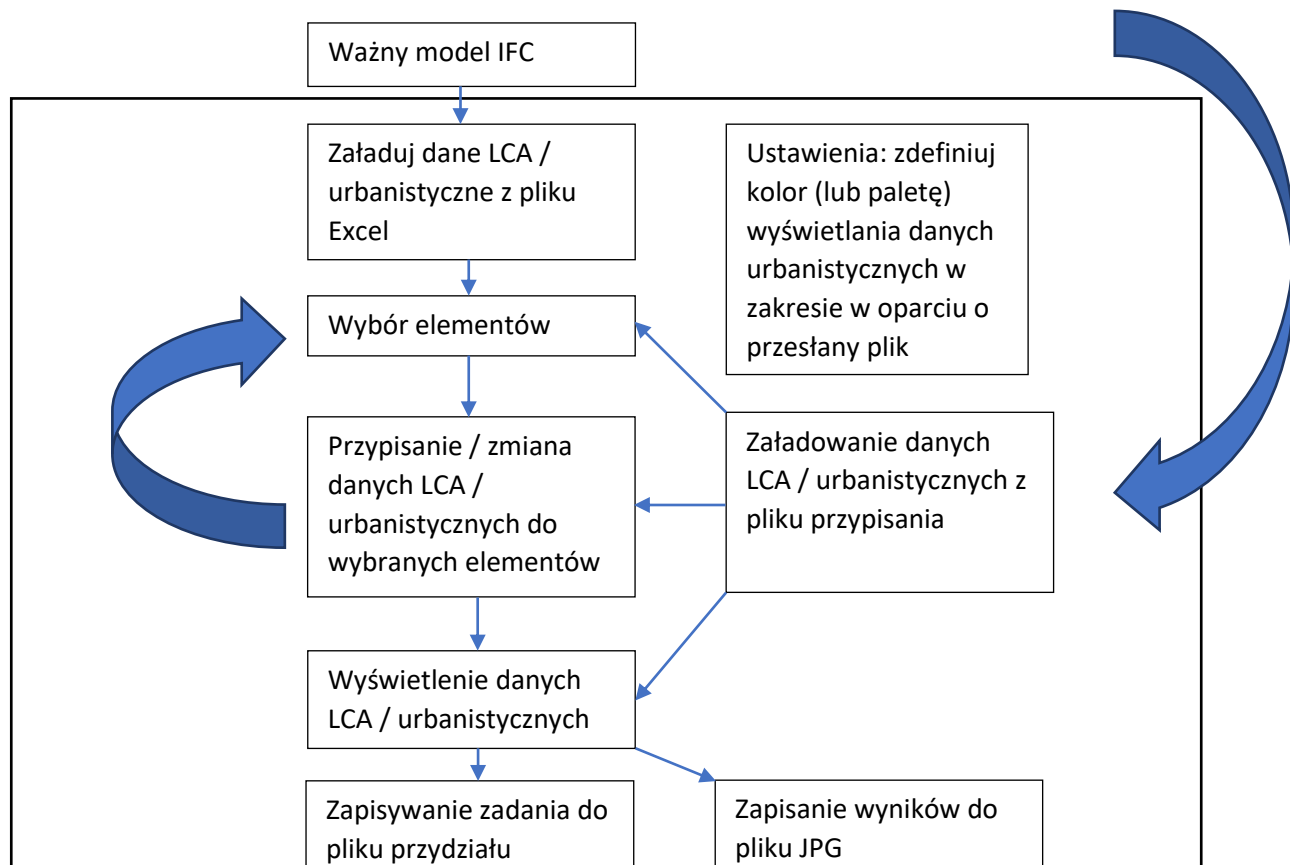 Ważny model IFC
Załaduj dane LCA /
urbanistyczne z pliku
Excel
Ustawienia: zdefiniuj
kolor (lub paletę)
wyświetlania danych
urbanistycznych w
zakresie w oparciu o
przesłany plik
Wybór elementów
Przypisanie / zmiana
danych LCA /
urbanistycznych do
wybranych elementów
Załadowanie danych
LCA / urbanistycznych z
pliku przypisania
Wyświetlenie danych
LCA / urbanistycznych
Zapisywanie zadania do
pliku przydziału
Zapisanie wyników do
pliku JPG